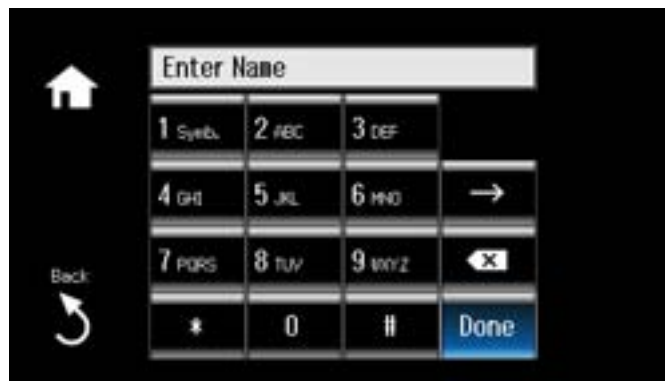 Enter Name
1 Symb. 2 ABC 3 DEF
4 GHI 5 JKL 6 MNO →
7 PQRS 8 TUV 9 WXYZ
Back
* 0 # Done